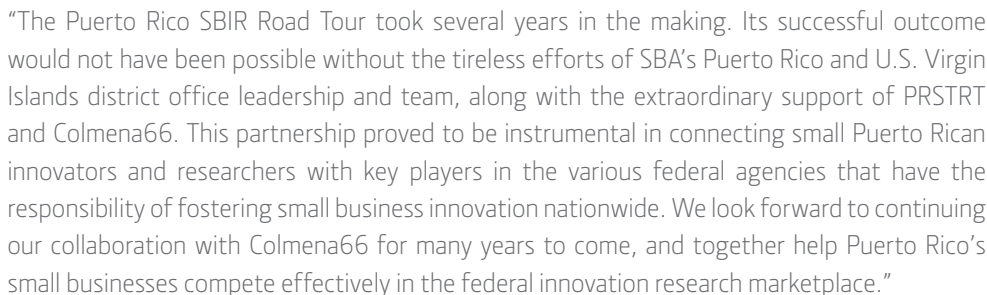 “The Puerto Rico SBIR Road Tour took several years in the making. Its successful outcome
would not have been possible without the tireless efforts of SBA’s Puerto Rico and U.S. Virgin
Islands district office leadership and team, along with the extraordinary support of PRSTRT
and Colmena66. This partnership proved to be instrumental in connecting small Puerto Rican
innovators and researchers with key players in the various federal agencies that have the
responsibility of fostering small business innovation nationwide. We look forward to continuing
our collaboration with Colmena66 for many years to come, and together help Puerto Rico’s
small businesses compete effectively in the federal innovation research marketplace.”